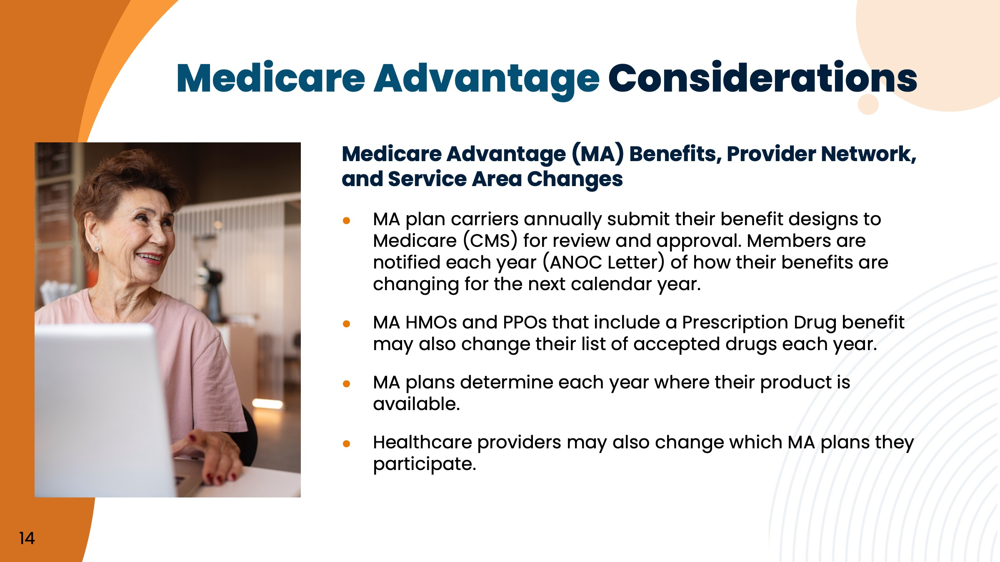 Medicare Advantage Considerations
Medicare Advantage (MA) Benefits, Provider Network,
and Service Area Changes
● MA plan carriers annually submit their benefit designs to
Medicare (CMS) for review and approval. Members are
notified each year (ANOC Letter) of how their benefits are
changing for the next calendar year.
● MA HMOs and PPOs that include a Prescription Drug benefit
may also change their list of accepted drugs each year.
● MA plans determine each year where their product is
available.
● Healthcare providers may also change which MA plans they
participate.
14